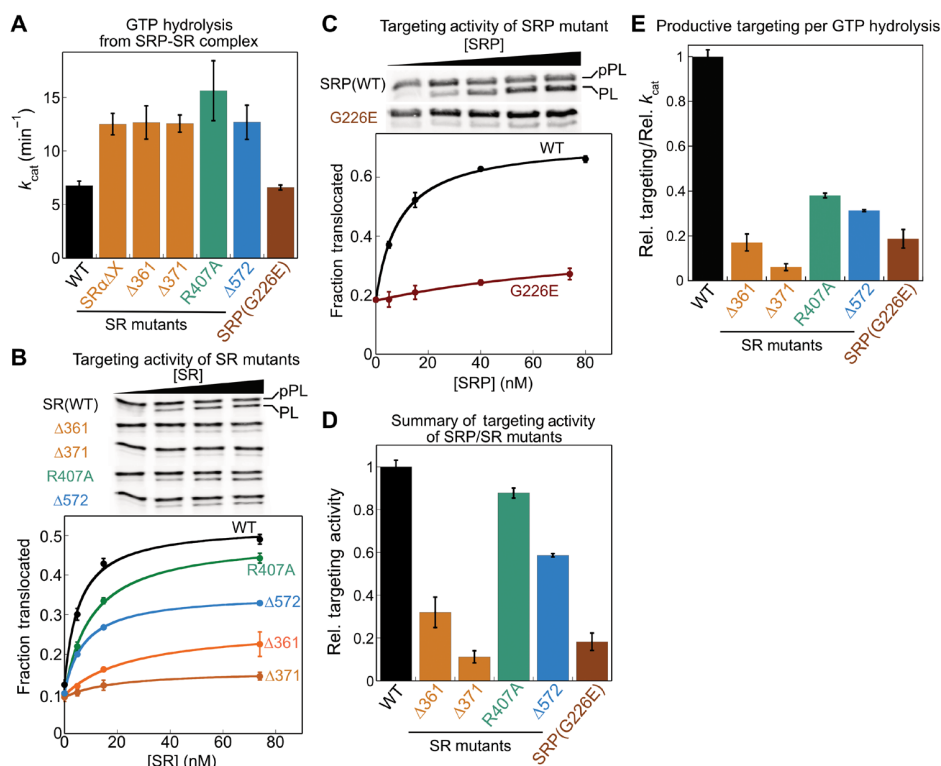 A
GTP hydrolysis
from SRP-SR complex
kcat (min−1)
15
10
5
0
WT
SRαΔX
Δ361
Δ371
R407A
Δ572
SRP(G226E)
SR mutants
B
Targeting activity of SR mutants
[SR]
SR(WT)
pPL
PL
Δ361
Δ371
R407A
Δ572
Fraction translocated
0.5
0.4
0.3
0.2
0.1
0.0
WT
R407A
Δ572
Δ361
Δ371
0
20
40
60
80
[SR] (nM)
C
Targeting activity of SRP mutant
[SRP]
SRP(WT)
pPL
PL
G226E
Fraction translocated
0.6
0.4
0.2
0
WT
G226E
0
20
40
60
80
[SRP] (nM)
D
Summary of targeting activity
of SRP/SR mutants
Rel. targeting activity
1
0.8
0.6
0.4
0.2
0
WT
Δ361
Δ371
R407A
Δ572
SRP(G226E)
SR mutants
E
Productive targeting per GTP hydrolysis
Rel. targeting/Rel. kcat
1
0.8
0.6
0.4
0.2
0
WT
Δ361
Δ371
R407A
Δ572
SRP(G226E)
SR mutants